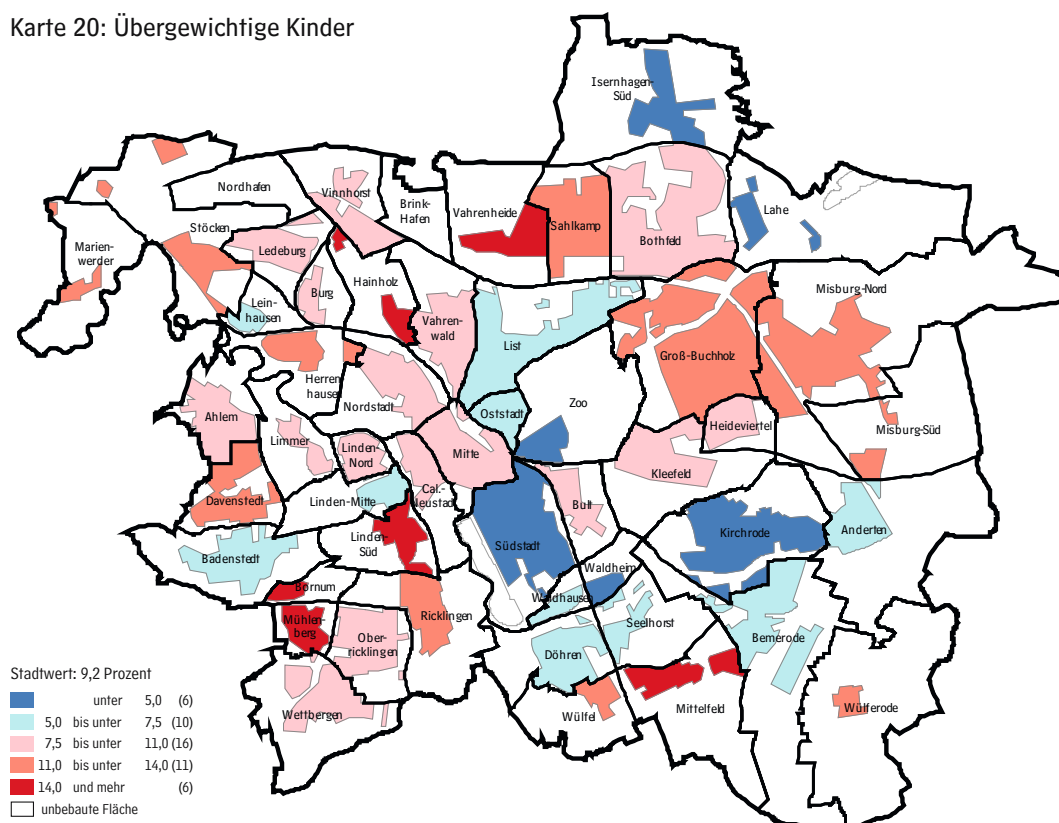 Karte 20: Übergewichtige Kinder
Isernhagen-
Süd
Nordhafen
Vinnhorst
Brink-
Hafen
Vahrenheide
Sahlkamp
Bothfeld
Lahe
Marien-
werder
Stöcken
Ledeburg
Burg
Hainholz
Lein-
hausen
Vahren-
wald
List
Groß-Buchholz
Misburg-Nord
Herren
hausen
Nordstadt
Oststadt
Zoo
Heideviertel
Misburg-Süd
Ahlem
Limmer
Linden-
Nord
Mitte
Kleefeld
Davenstedt
Linden-Mitte
Cal.-
Neustadt
Bult
Kirchrode
Anderten
Badenstedt
Linden-
Süd
Südstadt
Waldheim
Bornum
Waldhausen
Seelhorst
Bemerode
Mühlen-
berg
Ober-
ricklingen
Ricklingen
Döhren
Wettbergen
Wülfel
Mittelfeld
Wülferode
Stadtwert: 9,2 Prozent
unter 5,0 (6)
5,0 bis unter 7,5 (10)
7,5 bis unter 11,0 (16)
11,0 bis unter 14,0 (11)
14,0 und mehr (6)
unbebaute Fläche